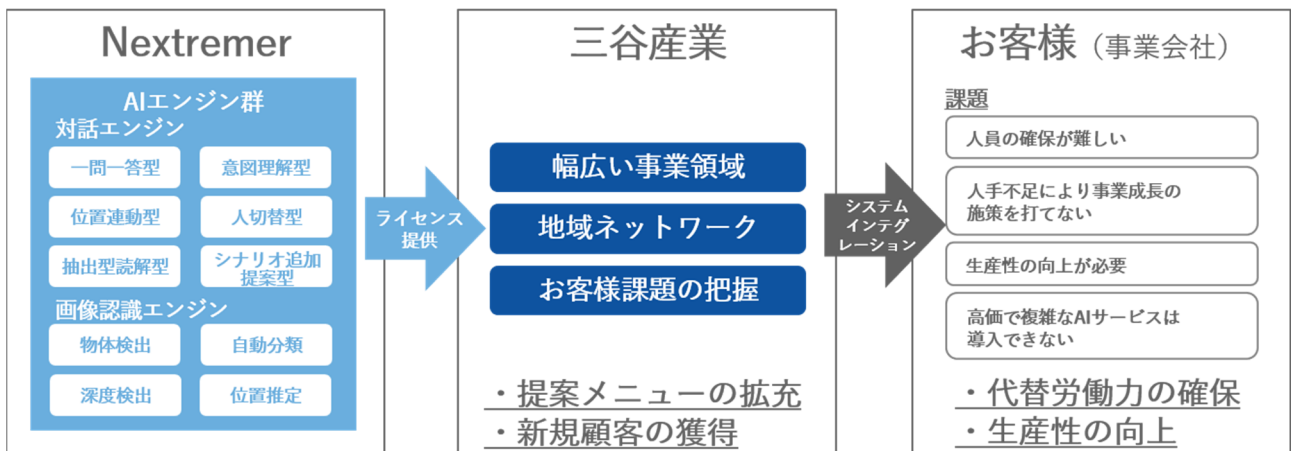 Nextremer
AIエンジン群
対話エンジン
一問一答型
意図理解型
位置連動型
人切替型
抽出型読解型
シナリオ追加
提案型
画像認識エンジン
物体検出
自動分類
深度検出
位置推定
ライセンス
提供
三谷産業
幅広い事業領域
地域ネットワーク
お客様課題の把握
・提案メニューの拡充
・新規顧客の獲得
システム
インテグ
レーション
お客様（事業会社）
課題
人員の確保が難しい
人手不足により事業成長の
施策を打てない
生産性の向上が必要
高価で複雑なAIサービスは
導入できない
・代替労働力の確保
・生産性の向上